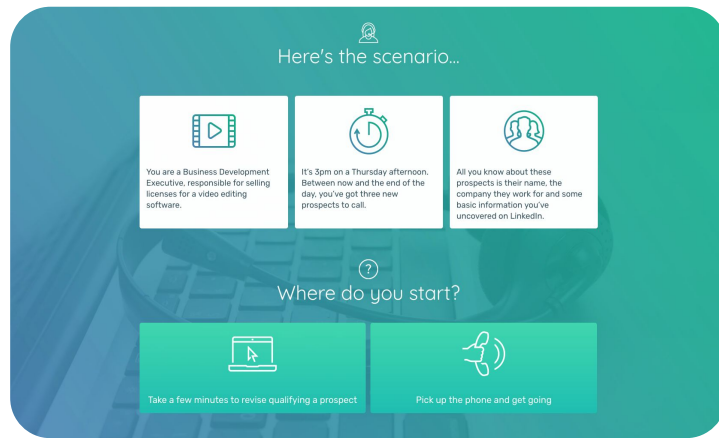 Here's the scenario...
You are a Business Development
Executive, responsible for selling
licenses for a video editing
software.
It's 3pm on a Thursday afternoon.
Between now and the end of the
day, you've got three new
prospects to call.
All you know about these
prospects is their name, the
company they work for and some
basic information you've
uncovered on LinkedIn.
?
Where do you start?
Take a few minutes to revise qualifying a prospect
Pick up the phone and get going